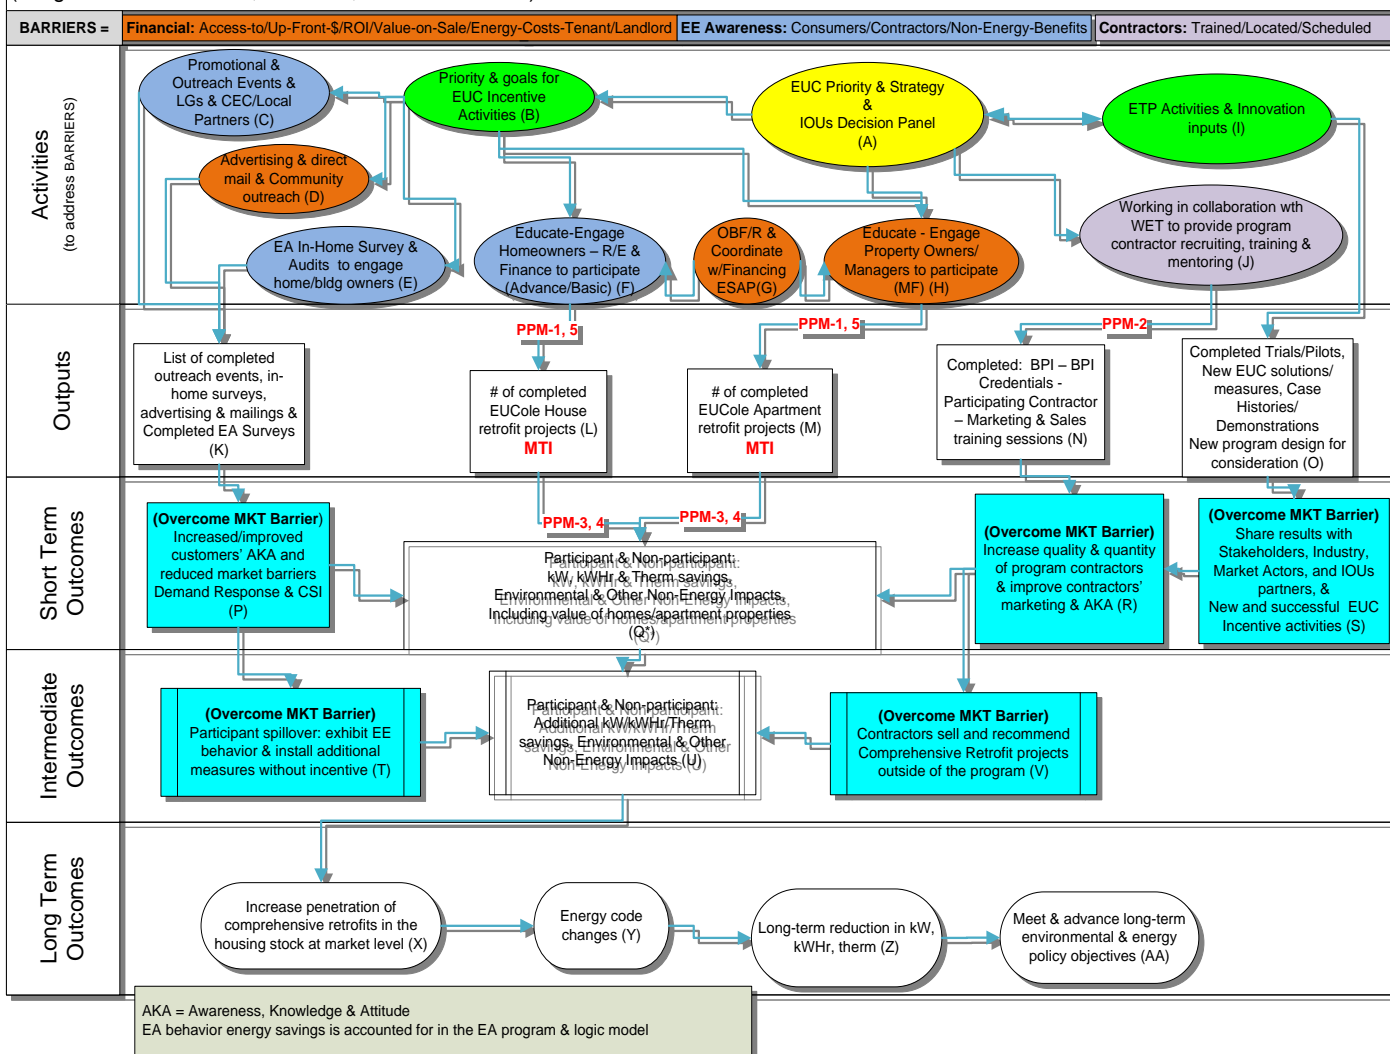 BARRIERS =
Financial: Access-to/Up-Front-$/ROI/Value-on-Sale/Energy-Costs-Tenant/Landlord
EE Awareness: Consumers/Contractors/Non-Energy-Benefits
Contractors: Trained/Located/Scheduled
Activities
(to address BARRIERS)
Promotional &
Outreach Events &
LGs & CEC/Local
Partners (C)
Priority & goals for
EUC Incentive
Activities (B)
EUC Priority & Strategy
&
IOUs Decision Panel
(A)
ETP Activities & Innovation
inputs (I)
Advertising & direct
mail & Community
outreach (D)
EA In-Home Survey &
Audits to engage
home/bldg owners (E)
Educate-Engage
Homeowners – R/E &
Finance to participate
(Advance/Basic) (F)
OBF/R &
Coordinate
w/Financing
ESAP(G)
Educate - Engage
Property Owners/
Managers to participate
(MF) (H)
Working in collaboration wth
WET to provide program
contractor recruiting, training &
mentoring (J)
Outputs
PPM-1, 5
PPM-1, 5
PPM-2
List of completed
outreach events, in-
home surveys,
advertising & mailings &
Completed EA Surveys
(K)
# of completed
EUCole House
retrofit projects (L)
MTI
# of completed
EUCole Apartment
retrofit projects (M)
MTI
Completed: BPI – BPI
Credentials -
Participating Contractor
– Marketing & Sales
training sessions (N)
Completed Trials/Pilots,
New EUC solutions/
measures, Case
Histories/
Demonstrations
New program design for
consideration (O)
Short Term
Outcomes
PPM-3, 4
PPM-3, 4
(Overcome MKT Barrier)
Increased/improved
customers' AKA and
reduced market barriers
Demand Response & CSI
(P)
Participant & Non-participant:
kW, kWHr & Therm savings,
Environmental & Other Non-Energy Impacts,
Including value of homes/apartment properties
(Q*)
(Overcome MKT Barrier)
Increase quality & quantity
of program contractors
& improve contractors'
marketing & AKA (R)
(Overcome MKT Barrier)
Share results with
Stakeholders, Industry,
Market Actors, and IOUs
partners, &
New and successful EUC
Incentive activities (S)
Intermediate
Outcomes
(Overcome MKT Barrier)
Participant spillover: exhibit EE
behavior & install additional
measures without incentive (T)
Participant & Non-participant:
Additional kW/kWHr/Therm
savings, Environmental & Other
Non-Energy Impacts (U)
(Overcome MKT Barrier)
Contractors sell and recommend
Comprehensive Retrofit projects
outside of the program (V)
Long Term
Outcomes
Increase penetration of
comprehensive retrofits in the
housing stock at market level (X)
Energy code
changes (Y)
Long-term reduction in kW,
kWHr, therm (Z)
Meet & advance long-term
environmental & energy
policy objectives (AA)
AKA = Awareness, Knowledge & Attitude
EA behavior energy savings is accounted for in the EA program & logic model